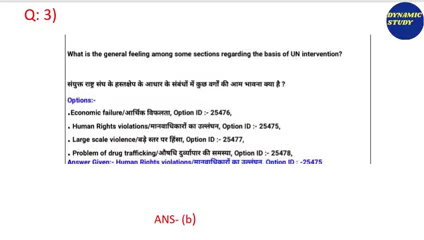 Q: 3)
DYNAMIC
STUDY
What is the general feeling among some sections regarding the basis of UN intervention?
संयुक्त राष्ट्र संघ के हस्तक्षेप के आधार के संबंधों में कुछ वर्गों की आम भावना क्या है ?
Options:-
.Economic failure/आर्थिक विफलता, Option ID :- 25476,
. Human Rights violations/मानवाधिकारों का उल्लंघन, Option ID :- 25475,
. Large scale violence/बड़े स्तर पर हिंसा, Option ID :- 25477,
. Problem of drug trafficking/औषधि दुर्व्यापार की समस्या, Option ID :- 25478,
Answer Given:- Human Rights violations/मानवाधिकारों का उल्लंघन, Option ID : -25475
ANS- (b)